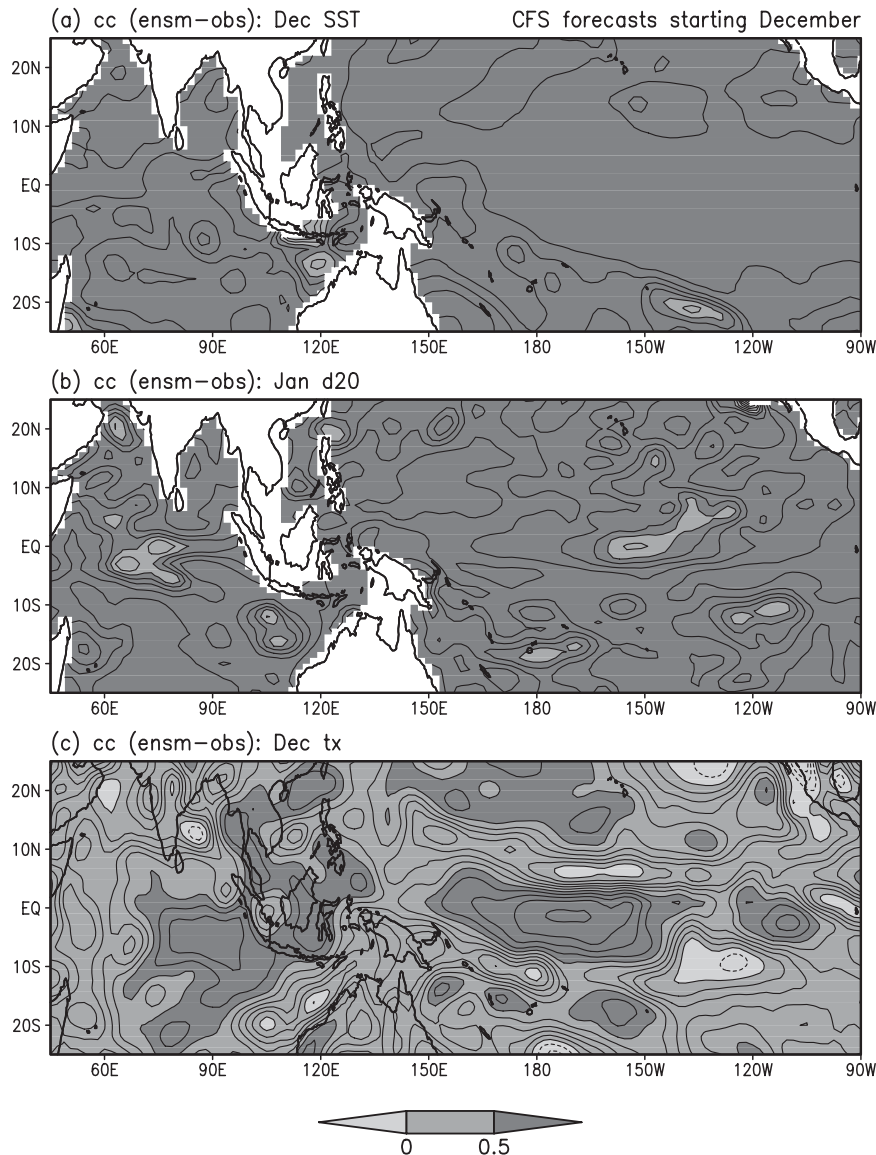 (a) cc (ensm-obs): Dec SST CFS forecasts starting December
20N
10N
EQ
10S
20S
60E 90E 120E 150E 180 150W 120W 90W
(b) cc (ensm-obs): Jan d20
20N
10N
EQ
10S
20S
60E 90E 120E 150E 180 150W 120W 90W
(c) cc (ensm-obs): Dec tx
20N
10N
EQ
10S
20S
60E 90E 120E 150E 180 150W 120W 90W
0 0.5